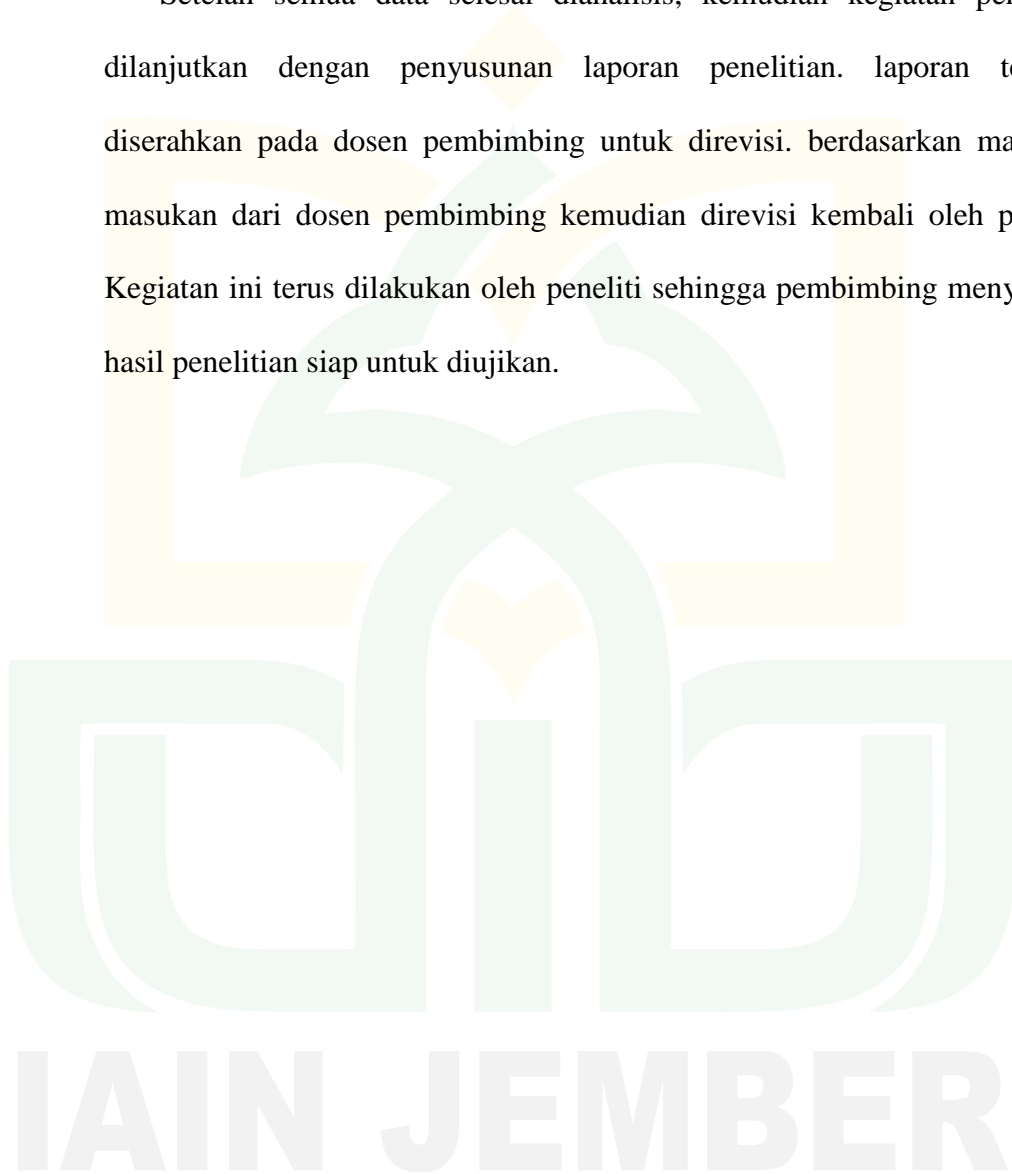 Setelah semua data selesai dianalisis, kemudian kegiatan
dilanjutkan dengan penyusunan laporan penelitian. laporan
diserahkan pada dosen pembimbing untuk direvisi. berdasarkan
masukan dari dosen pembimbing kemudian direvisi kembali oleh
Kegiatan ini terus dilakukan oleh peneliti sehingga pembimbing
hasil penelitian siap untuk diujikan.
IAIN JEMBER